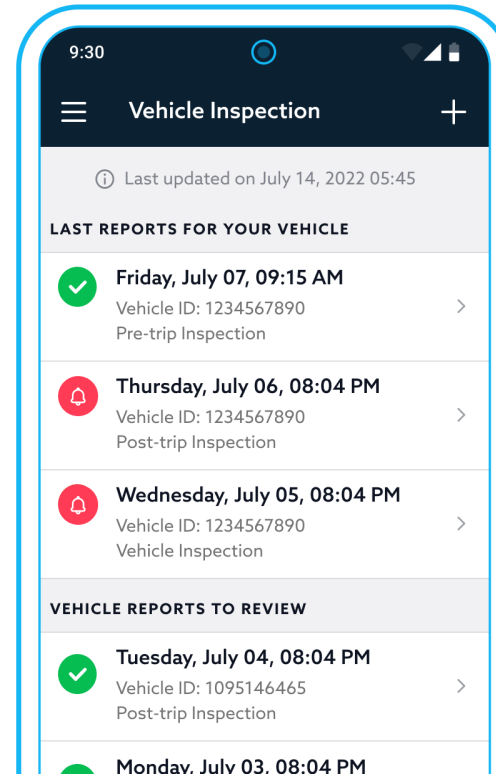 9:30
Vehicle Inspection
Last updated on July 14, 2022 05:45
LAST REPORTS FOR YOUR VEHICLE
Friday, July 07, 09:15 AM
Vehicle ID: 1234567890
Pre-trip Inspection
Thursday, July 06, 08:04 PM
Vehicle ID: 1234567890
Post-trip Inspection
Wednesday, July 05, 08:04 PM
Vehicle ID: 1234567890
Vehicle Inspection
VEHICLE REPORTS TO REVIEW
Tuesday, July 04, 08:04 PM
Vehicle ID: 1095146465
Post-trip Inspection
Monday, July 03, 08:04 PM